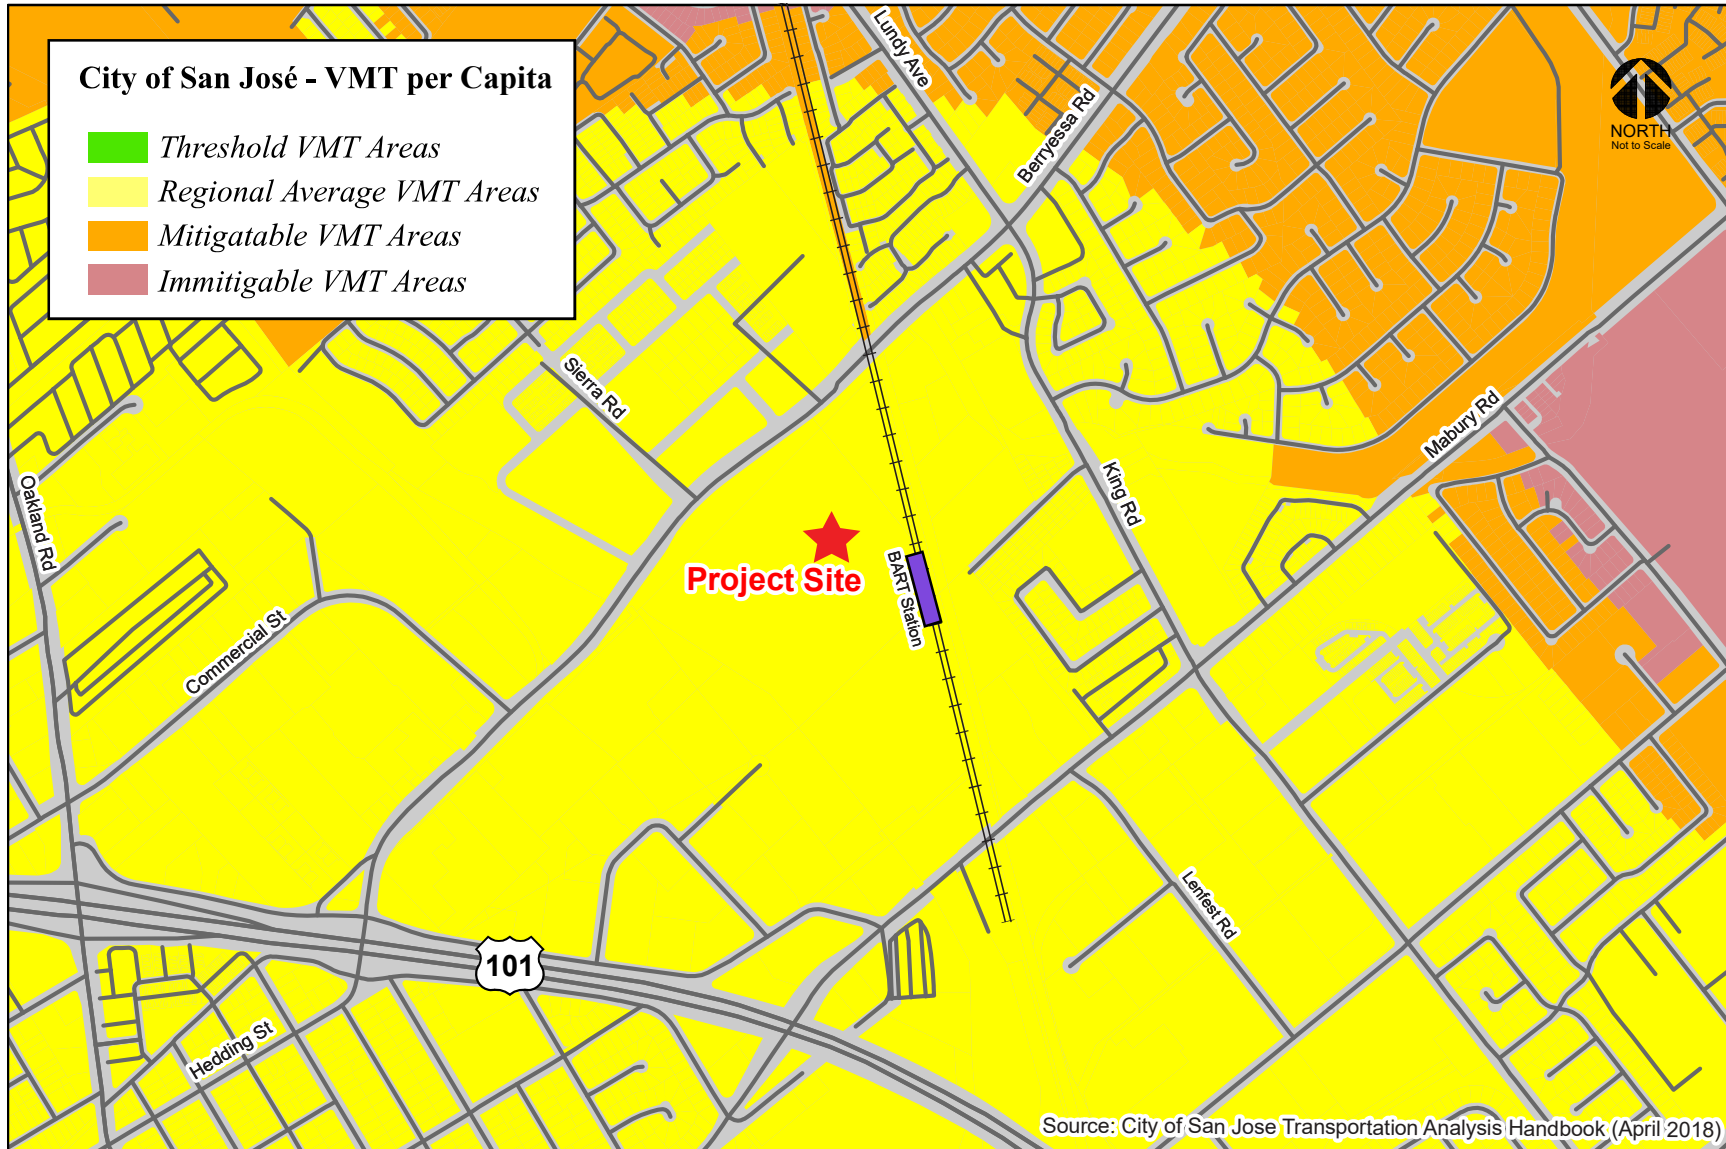 City of San José - VMT per Capita
Threshold VMT Areas
Regional Average VMT Areas
Mitigatable VMT Areas
Immitigable VMT Areas
Lundy Ave
Berryessa Rd
NORTH
Not to Scale
Sierra Rd
Mabury Rd
King Rd
Oakland Rd
Project Site
BART Station
Commercial St
Lenfest Rd
101
Hedding St
Source: City of San Jose Transportation Analysis Handbook (April 2018)